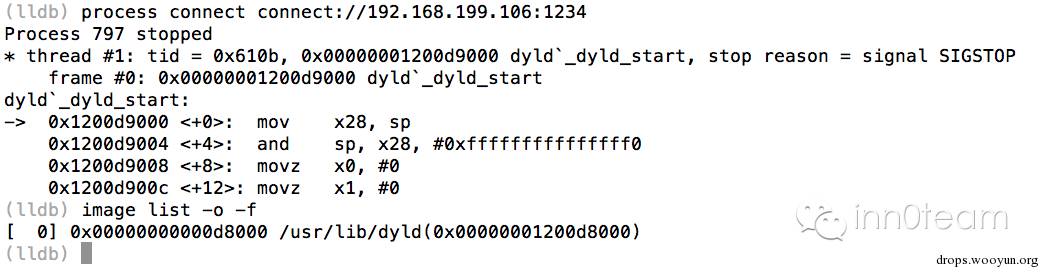 (lldb) process connect connect://192.168.199.106:1234
Process 797 stopped
* thread #1: tid = 0x610b, 0x00000001200d9000 dyld`_dyld_start, stop reason = signal SIGSTOP
    frame #0: 0x00000001200d9000 dyld`_dyld_start
dyld`_dyld_start:
->  0x1200d9000 <+0>:  mov    x28, sp
    0x1200d9004 <+4>:  and    sp, x28, #0xfffffffffffffff0
    0x1200d9008 <+8>:  movz   x0, #0
    0x1200d900c <+12>: movz   x1, #0
(lldb) image list -o -f
[  0] 0x00000000000d8000 /usr/lib/dyld(0x00000001200d8000)
(lldb)
inn0team
drops.wooyun.org